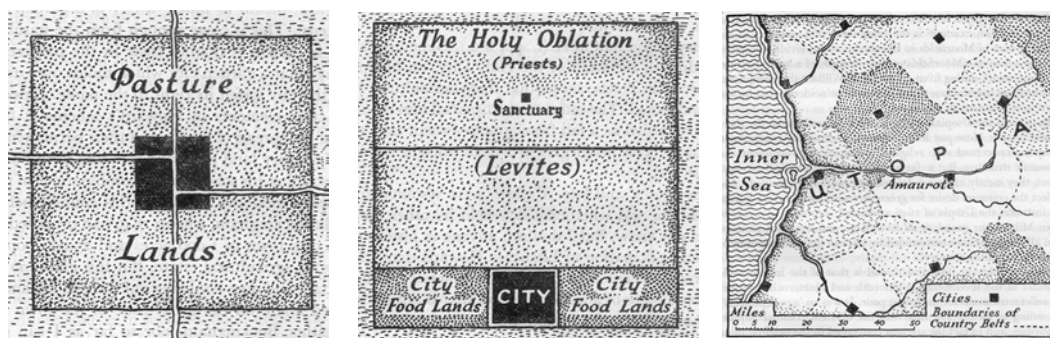 Pasture
Lands
The Holy Oblation
(Priests)
Sanctuary
(Levites)
City
Food Lands
CITY
City
Food Lands
Inner
Sea
UTOPIA
Amaurote
Cities.....
Boundaries of
Country Belts
Miles
0 5 10 20 30 40 50